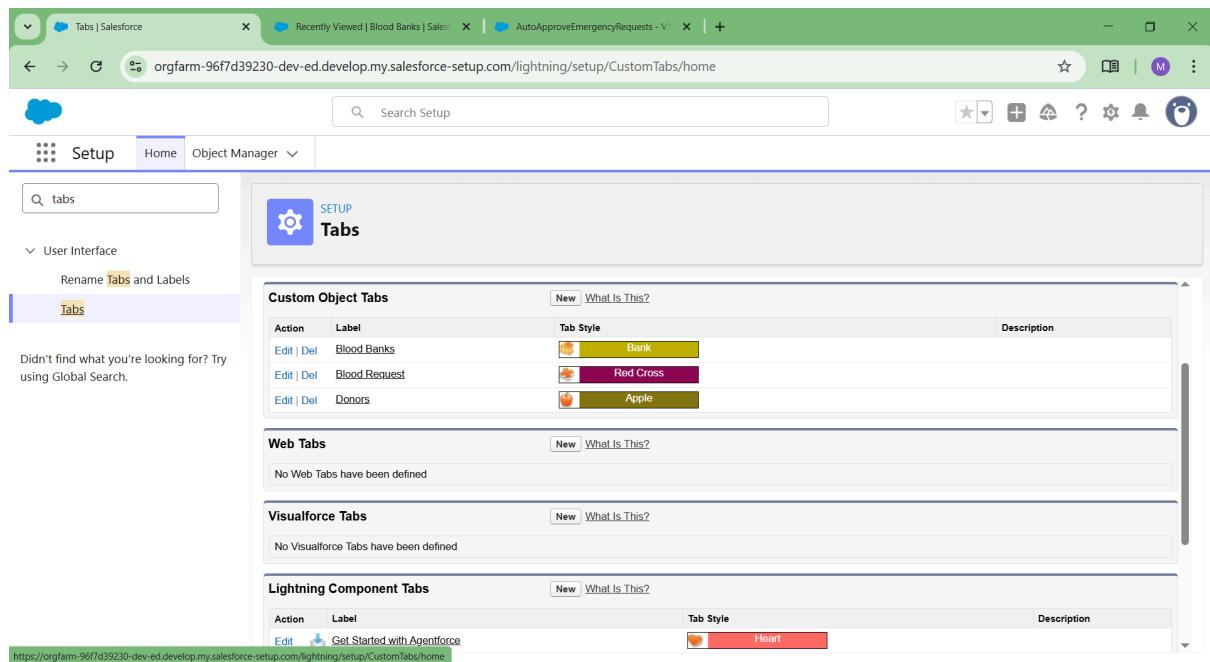 Tabs | Salesforce
Recently Viewed | Blood Banks | Sales
AutoApproveEmergencyRequests - V
orgfarm-96f7d39230-dev-ed.develop.my.salesforce-setup.com/lightning/setup/CustomTabs/home
M
Search Setup
Setup
Home
Object Manager
tabs
User Interface
Rename Tabs and Labels
Tabs
Didn't find what you're looking for? Try
using Global Search.
SETUP
Tabs
Custom Object Tabs
New What Is This?
Action Label Tab Style Description
Edit | Del Blood Banks Bank
Edit | Del Blood Request Red Cross
Edit | Del Donors Apple
Web Tabs
New What Is This?
No Web Tabs have been defined
Visualforce Tabs
New What Is This?
No Visualforce Tabs have been defined
Lightning Component Tabs
New What Is This?
Action Label Tab Style Description
Edit Get Started with Agentforce Heart
https://orgfarm-96f7d39230-dev-ed.develop.my.salesforce-setup.com/lightning/setup/CustomTabs/home